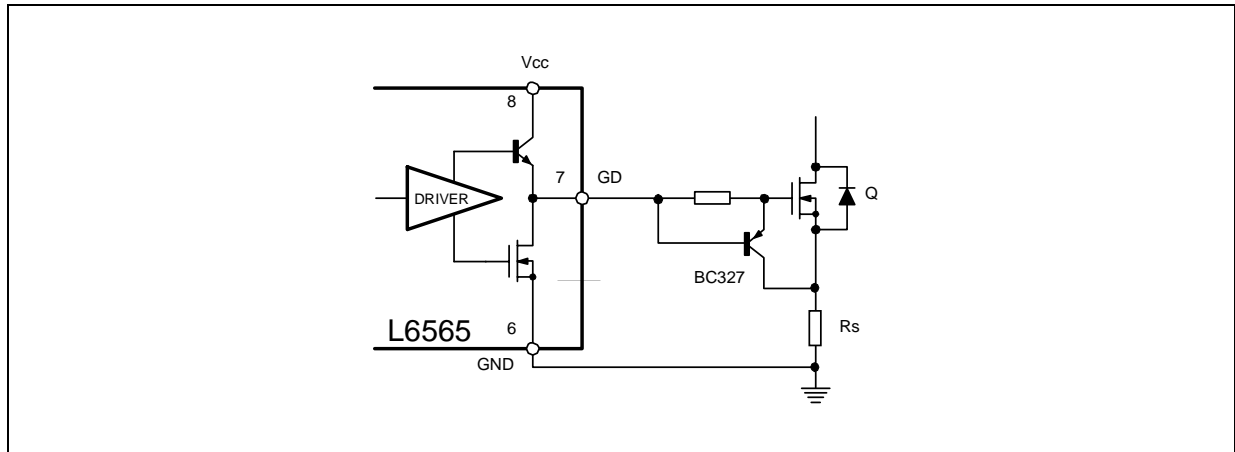 Vcc
8
7
GD
DRIVER
Q
BC327
L6565
6
Rs
GND